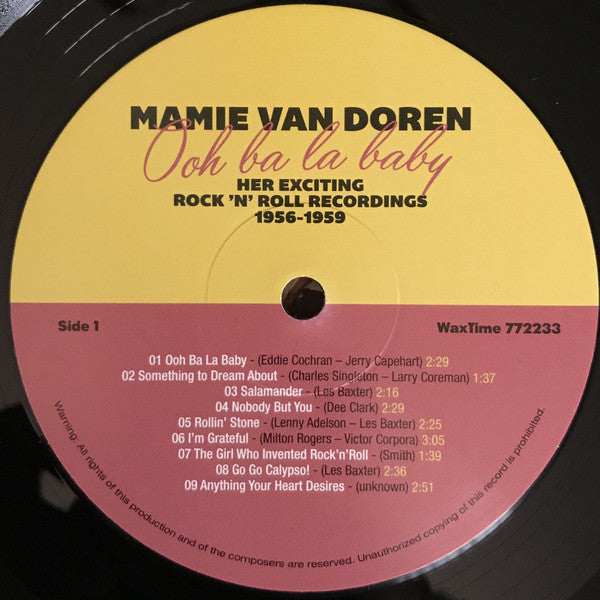 MAMIE VAN DOREN
Ooh ba la baby
HER EXCITING
ROCK 'N' ROLL RECORDINGS
1956-1959
Side 1
WaxTime 772233
01 Ooh Ba La Baby - (Eddie Cochran – Jerry Capehart) 2:29
02 Something to Dream About - (Charles Singleton – Larry Coreman) 1:37
03 Salamander - (Les Baxter) 2:16
04 Nobody But You - (Dee Clark) 2:29
05 Rollin' Stone - (Lenny Adelson – Les Baxter) 2:25
06 I'm Grateful - (Milton Rogers – Victor Corpora) 3:05
07 The Girl Who Invented Rock'n'Roll - (Smith) 1:39
08 Go Go Calypso! - (Les Baxter) 2:36
09 Anything Your Heart Desires - (unknown) 2:51
Warning: All rights of this production and of the composers are reserved. Unauthorized copying of this record is prohibited.